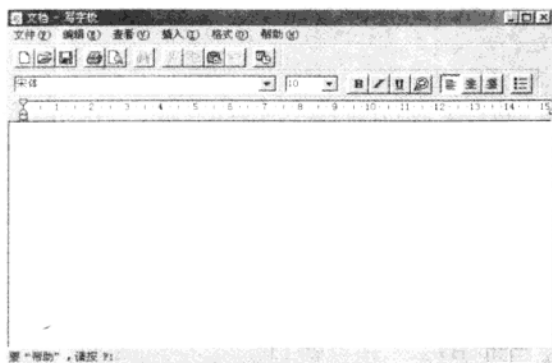 文档 - 写字板
文件(F) 编辑(E) 查看(V) 插入(I) 格式(O) 帮助(H)
宋体 10 B I U
1 2 3 4 5 6 7 8 9 10 11 12 13 14 15
要“帮助”，请按 F1